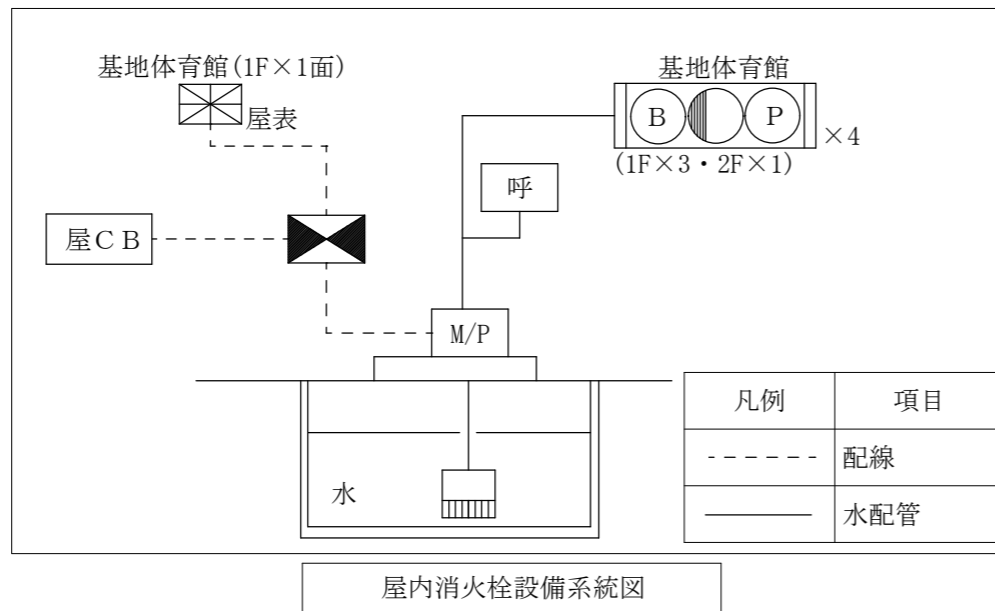 基地体育館(1F×1面)
屋表
基地体育館
B P
×4
(1F×3・2F×1)
呼
屋CB
M/P
水
凡例 項目
配線
水配管
屋内消火栓設備系統図